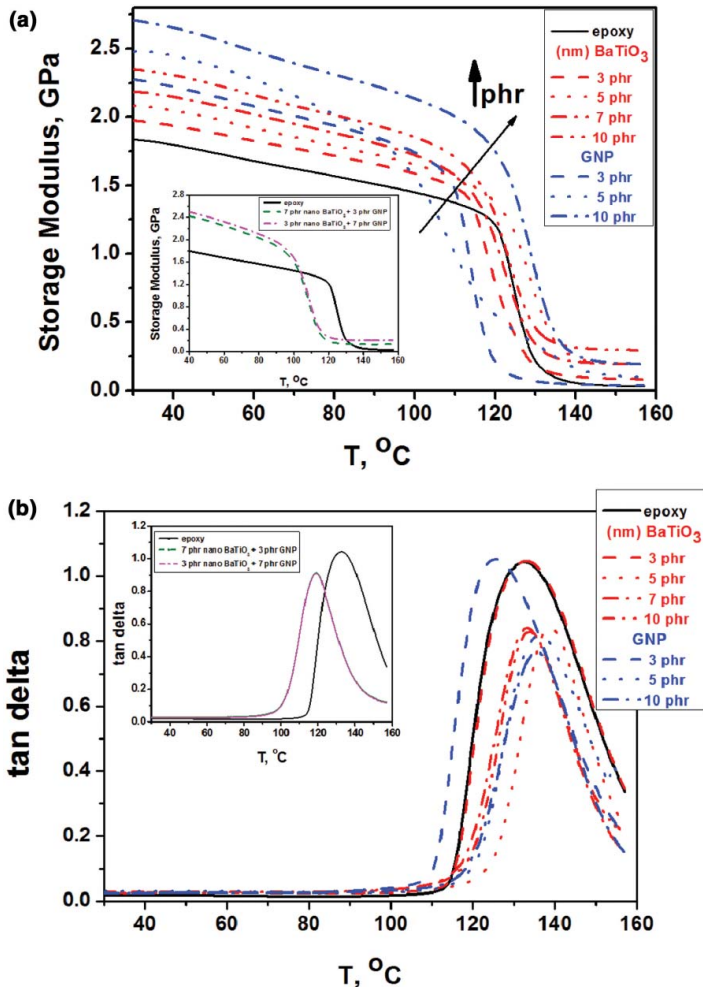 (a)
Storage Modulus, GPa
2.5
2.0
1.5
1.0
0.5
0.0
40
60
80
100
120
140
160
T, °C
phr
epoxy
(nm) BaTiO3
3 phr
5 phr
7 phr
10 phr
GNP
3 phr
5 phr
10 phr
Storage Modulus, GPa
2.8
2.4
2.0
1.6
1.2
0.8
0.4
0.0
40
60
80
100
120
140
160
T, °C
epoxy
7 phr nano BaTiO3+ 3 phr GNP
3 phr nano BaTiO3+ 7 phr GNP
(b)
tan delta
1.2
1.0
0.8
0.6
0.4
0.2
0.0
40
60
80
100
120
140
160
T, °C
epoxy
(nm) BaTiO3
3 phr
5 phr
7 phr
10 phr
GNP
3 phr
5 phr
10 phr
tan delta
1.2
1.0
0.8
0.6
0.4
0.2
0.0
40
60
80
100
120
140
160
T, °C
epoxy
7 phr nano BaTiO3+ 3 phr GNP
3 phr nano BaTiO3+ 7 phr GNP